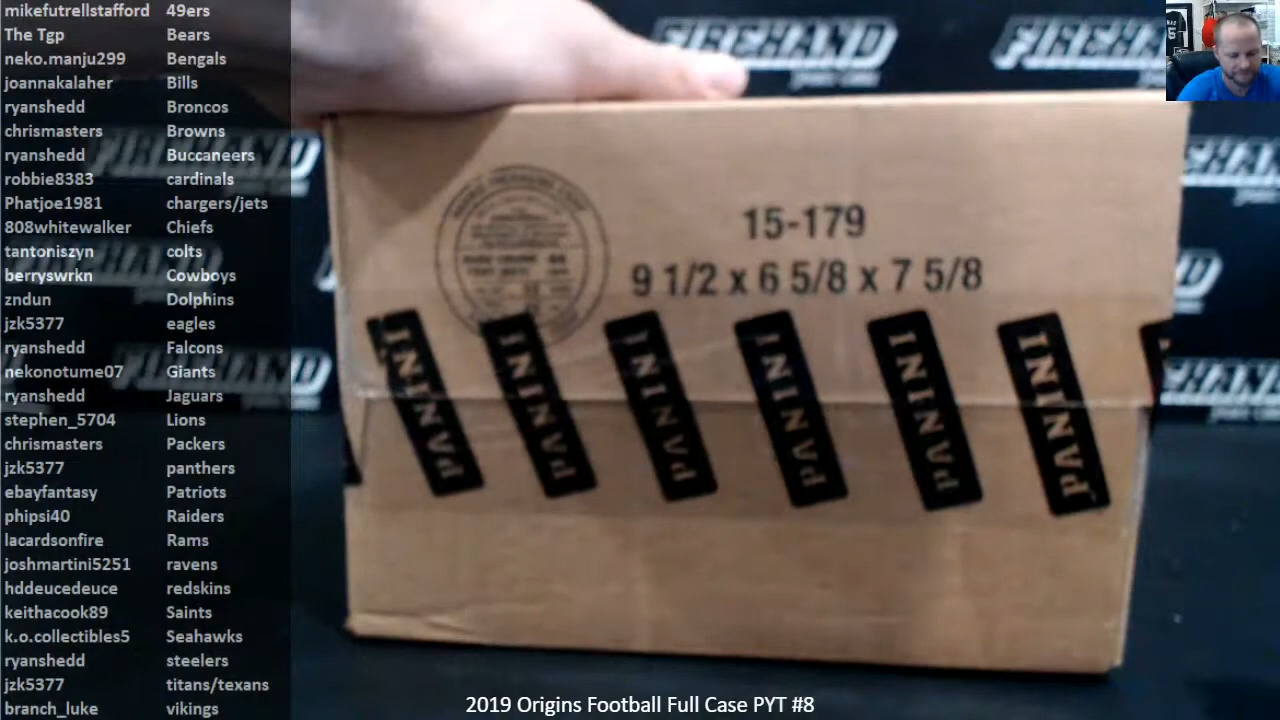 mikefutrellstafford 49ers
The Tgp Bears
neko.manju299 Bengals
joannakalaher Bills
ryanshedd Broncos
chrismasters Browns
ryanshedd Buccaneers
robbie8383 cardinals
Phatjoe1981 chargers/jets
808whitewalker Chiefs
tantoniszyn colts
berryswrkn Cowboys
zndun Dolphins
jzk5377 eagles
ryanshedd Falcons
nekonotume07 Giants
ryanshedd Jaguars
stephen_5704 Lions
chrismasters Packers
jzk5377 panthers
ebayfantasy Patriots
phipsi40 Raiders
lacardsonfire Rams
joshmartini5251 ravens
hddeucedeuce redskins
keithacook89 Saints
k.o.collectibles5 Seahawks
ryanshedd steelers
jzk5377 titans/texans
branch_luke vikings
FIREHAND FIREHAND
15-179
9 1/2 x 6 5/8 x 7 5/8
PANINI PANINI PANINI PANINI PANINI PANINI
2019 Origins Football Full Case PYT #8